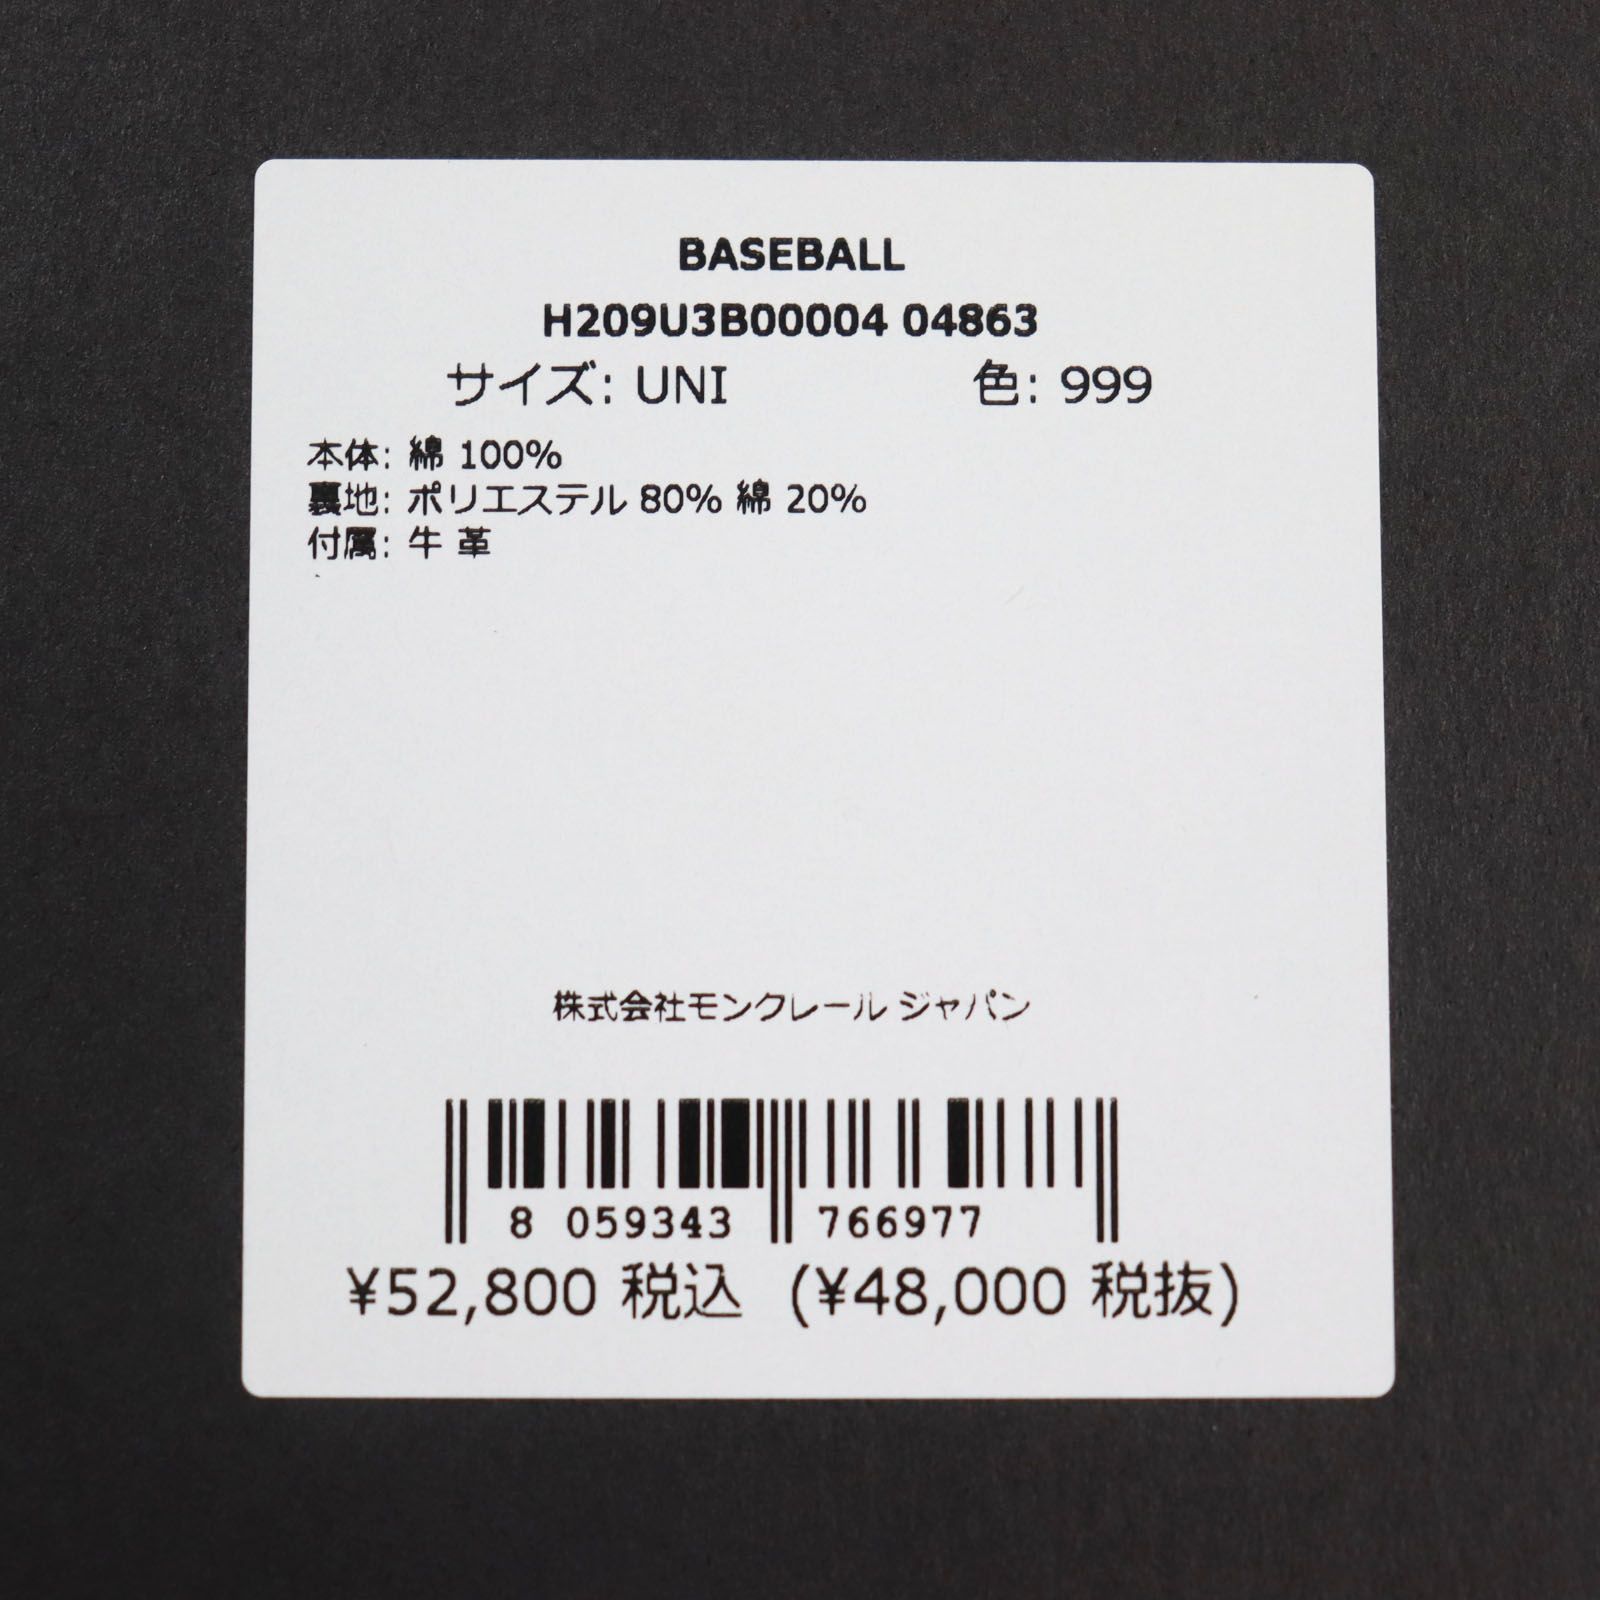 BASEBALL
H209U3B00004 04863
サイズ: UNI 色: 999
本体: 綿 100%
裏地: ポリエステル 80% 綿 20%
付属: 牛 革
株式会社モンクレール ジャパン
8 059343 766977
¥52,800 税込 (¥48,000 税抜)